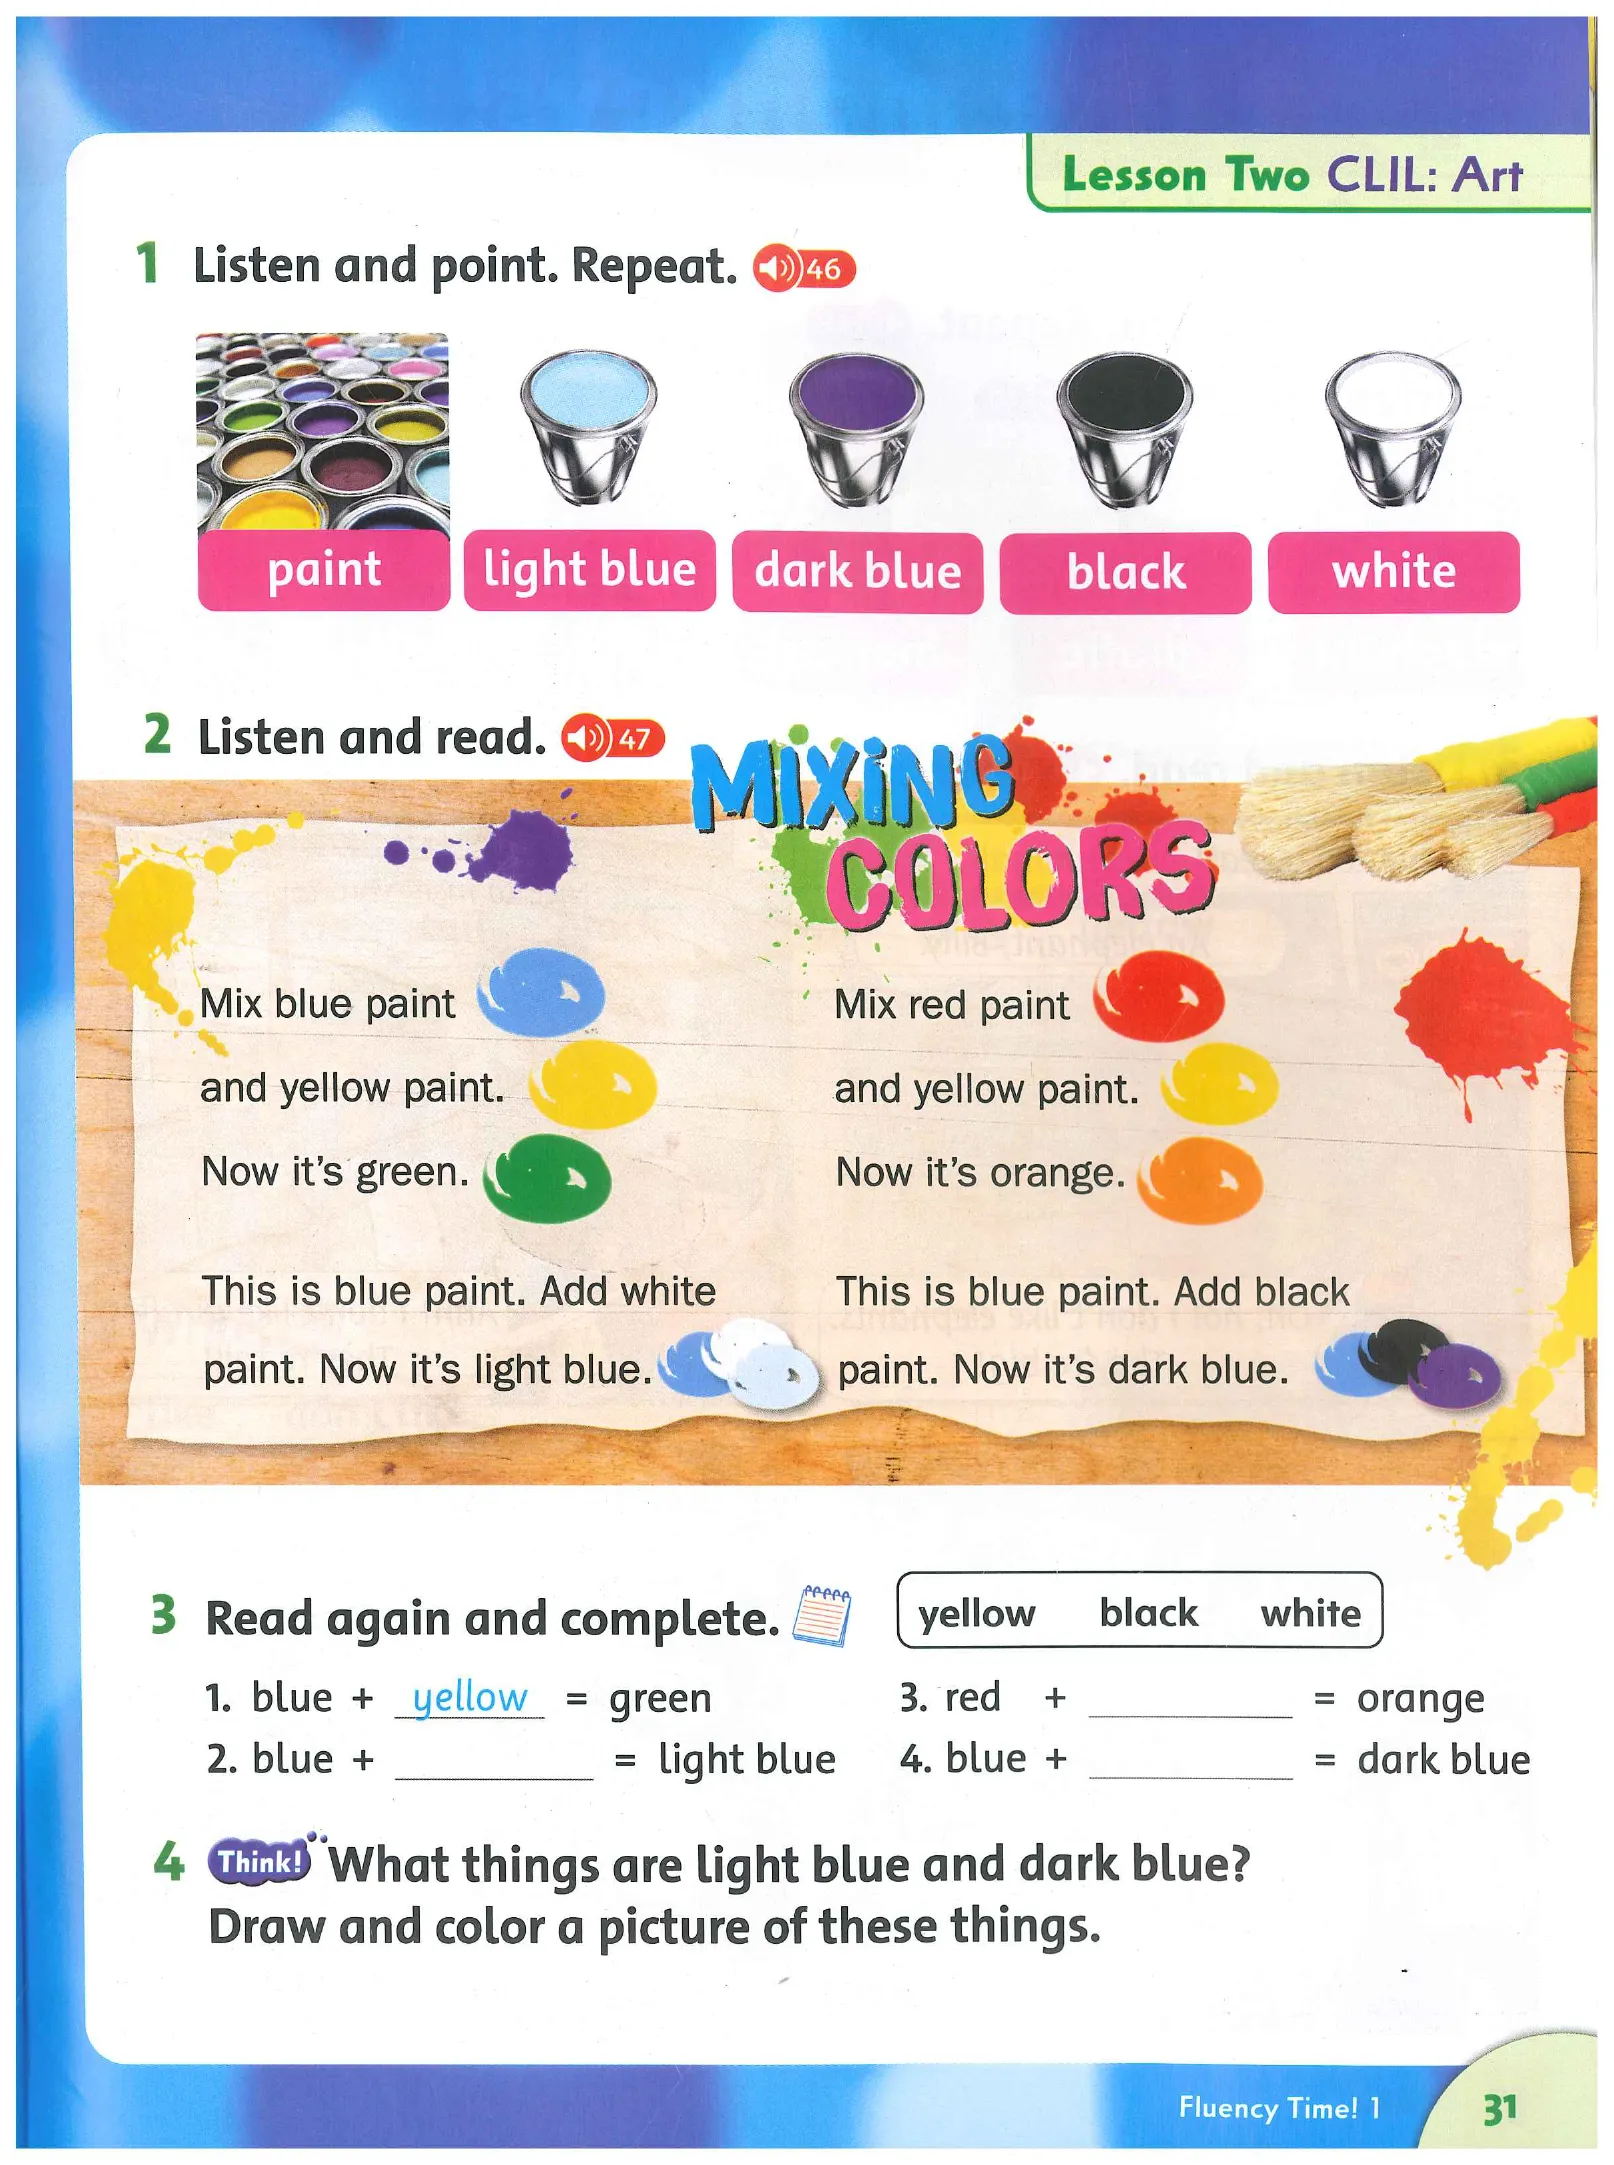 Lesson Two CLIL: Art
1 Listen and point. Repeat. 46
paint light blue dark blue black white
2 Listen and read. 47
MIXING
COLORS
Mix blue paint
and yellow paint.
Now it's green.
Mix red paint
and yellow paint.
Now it's orange.
This is blue paint. Add white
paint. Now it's light blue.
This is blue paint. Add black
paint. Now it's dark blue.
3 Read again and complete.
yellow black white
1. blue + yellow = green
2. blue + ____ = light blue
3. red + ____ = orange
4. blue + ____ = dark blue
4 Think! What things are light blue and dark blue?
Draw and color a picture of these things.
Fluency Time! 1 31